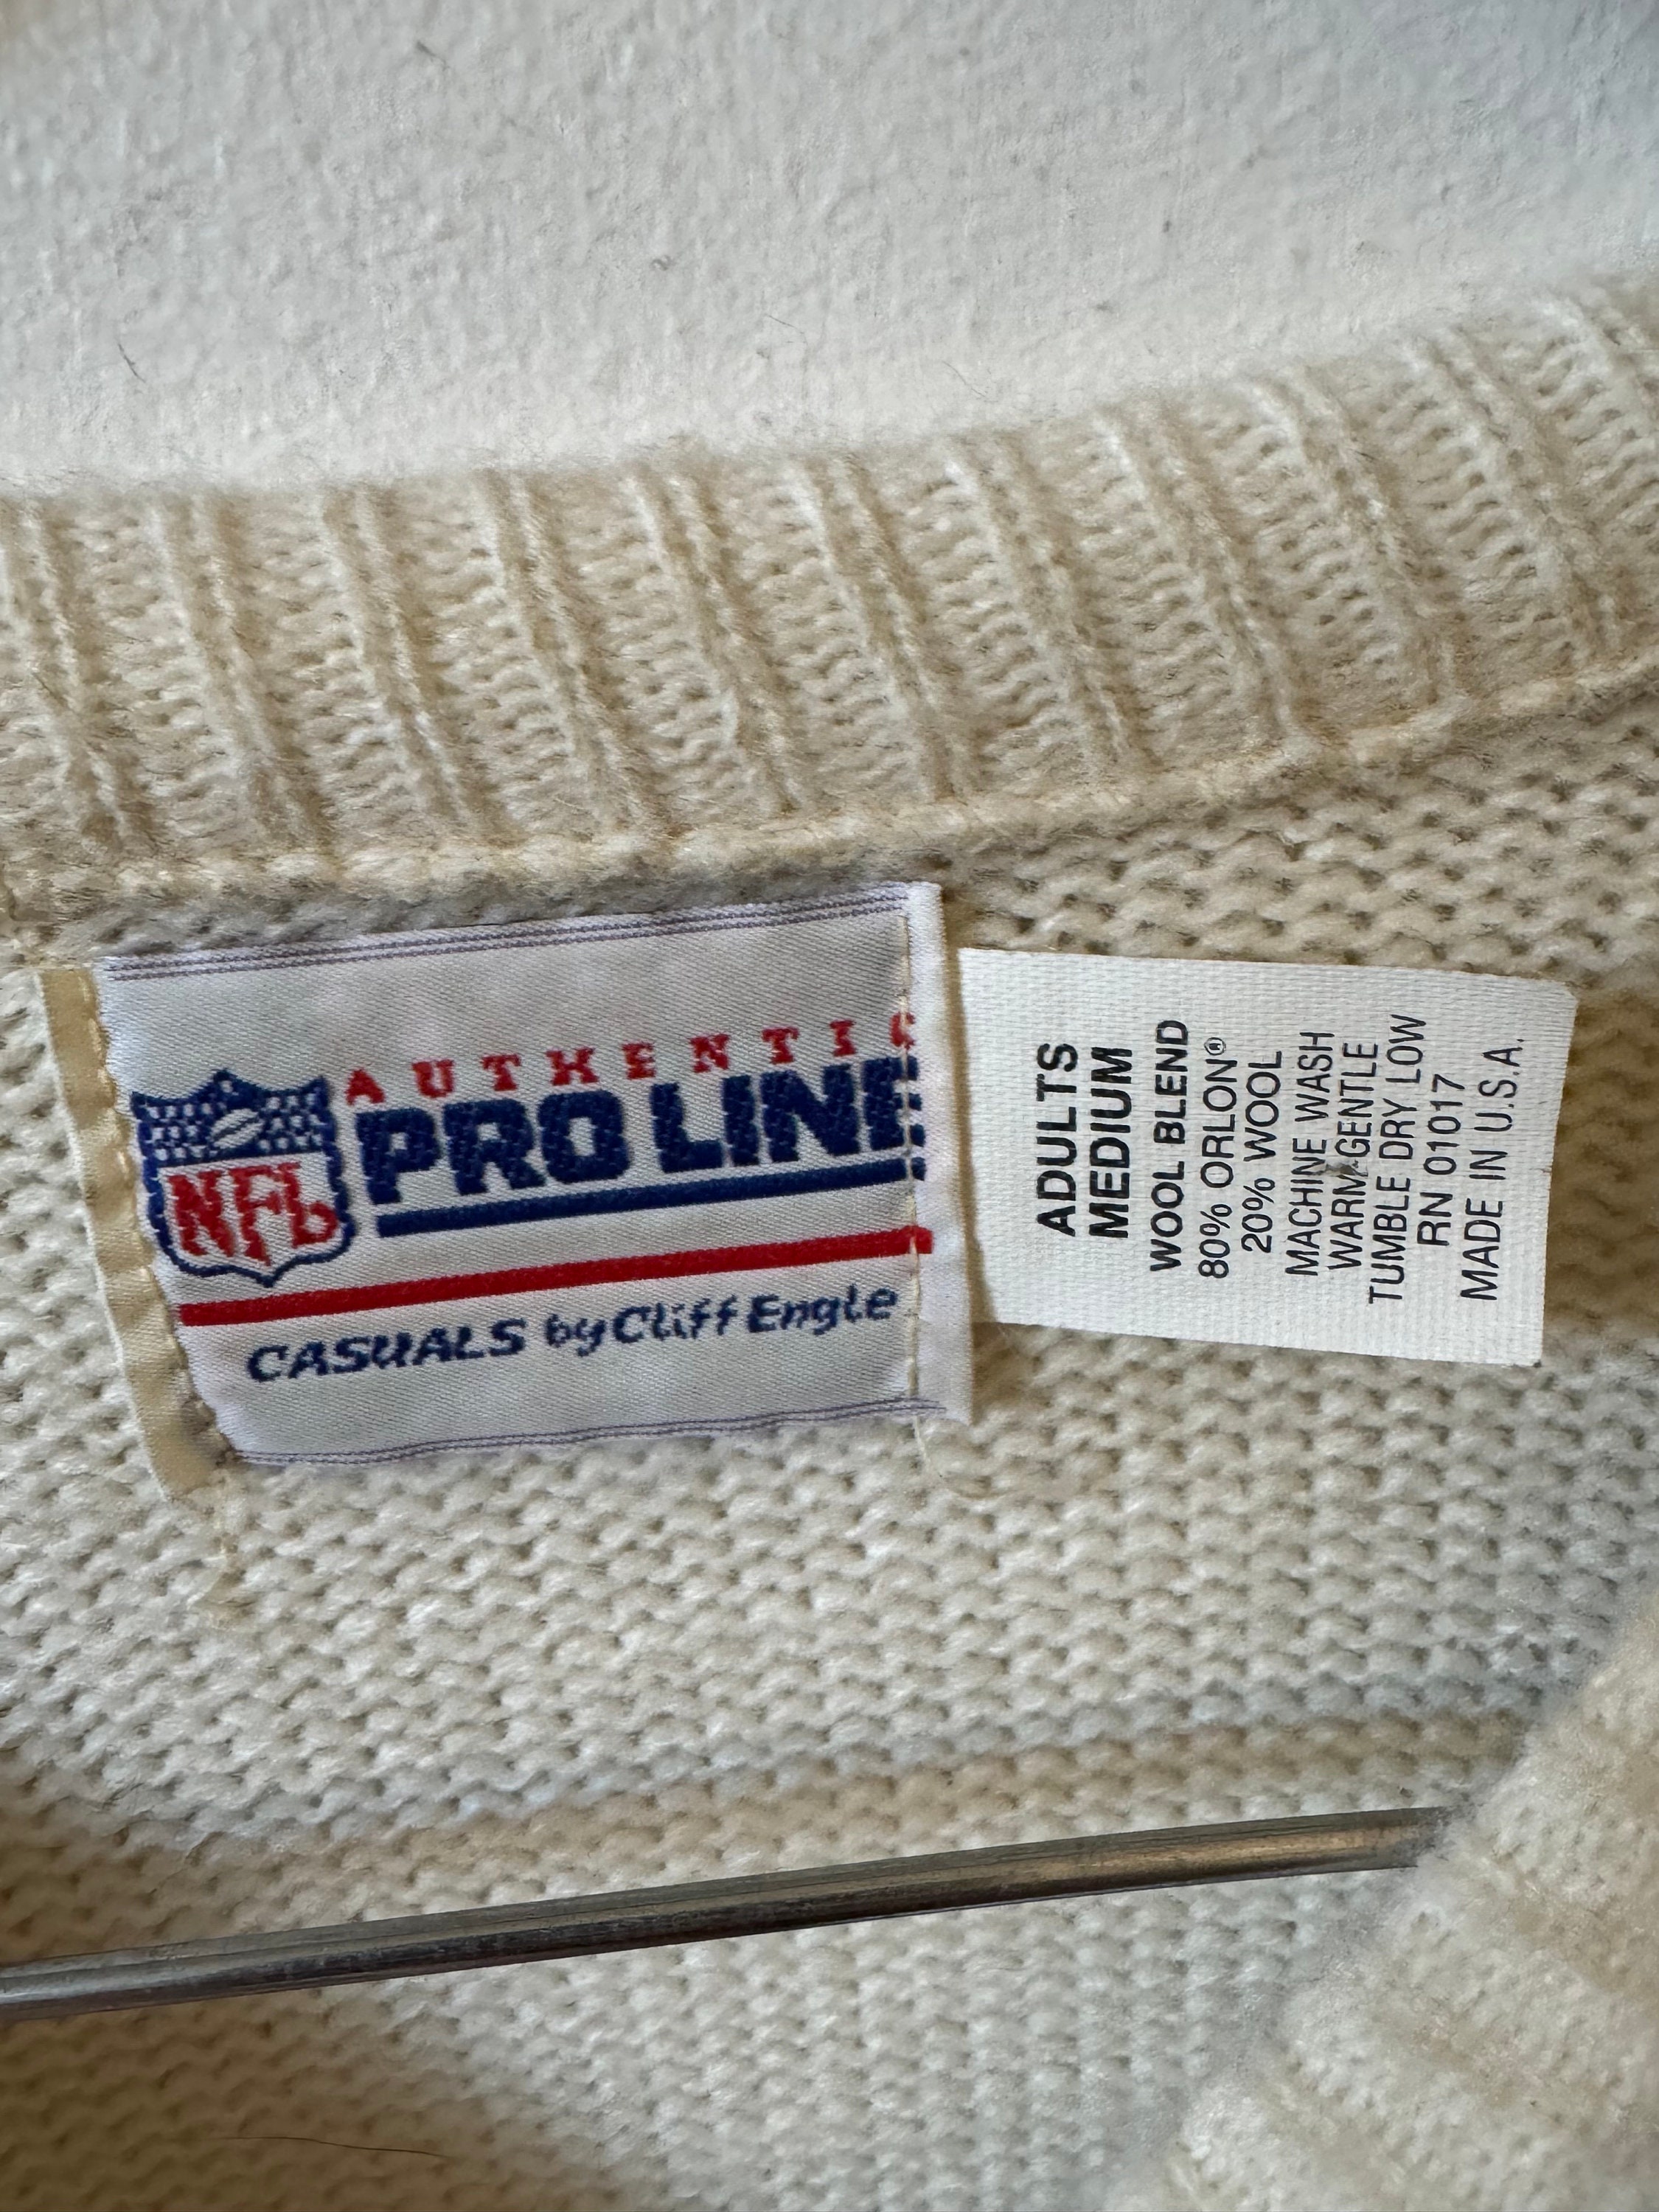 AUTHENTIC
PRO LINE
NFL
CASUALS by Cliff Engle
ADULTS
MEDIUM
WOOL BLEND
80% ORLON®
20% WOOL
MACHINE WASH
WARM-GENTLE
TUMBLE DRY LOW
RN 01017
MADE IN U.S.A.